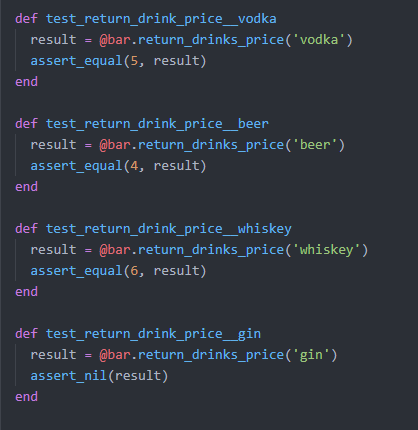 def test_return_drink_price__vodka
  result = @bar.return_drinks_price('vodka')
  assert_equal(5, result)
end

def test_return_drink_price__beer
  result = @bar.return_drinks_price('beer')
  assert_equal(4, result)
end

def test_return_drink_price__whiskey
  result = @bar.return_drinks_price('whiskey')
  assert_equal(6, result)
end

def test_return_drink_price__gin
  result = @bar.return_drinks_price('gin')
  assert_nil(result)
end